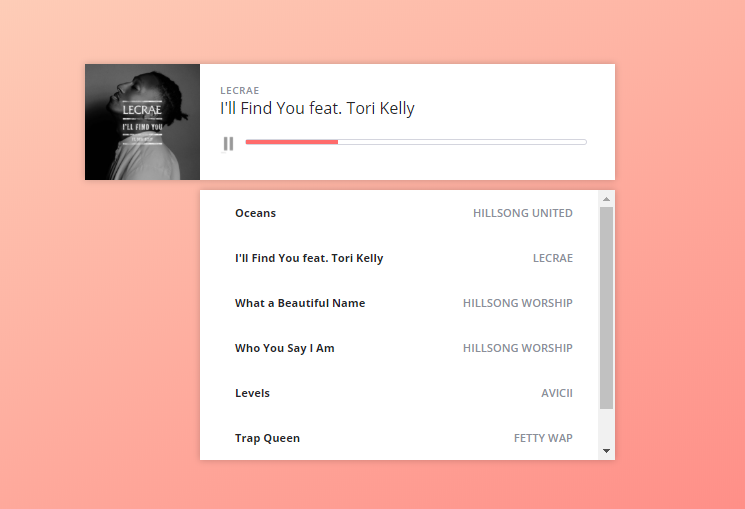 LECRAE
I'LL FIND YOU
LECRAE
I'll Find You feat. Tori Kelly
Oceans HILLSONG UNITED
I'll Find You feat. Tori Kelly LECRAE
What a Beautiful Name HILLSONG WORSHIP
Who You Say I Am HILLSONG WORSHIP
Levels AVICII
Trap Queen FETTY WAP